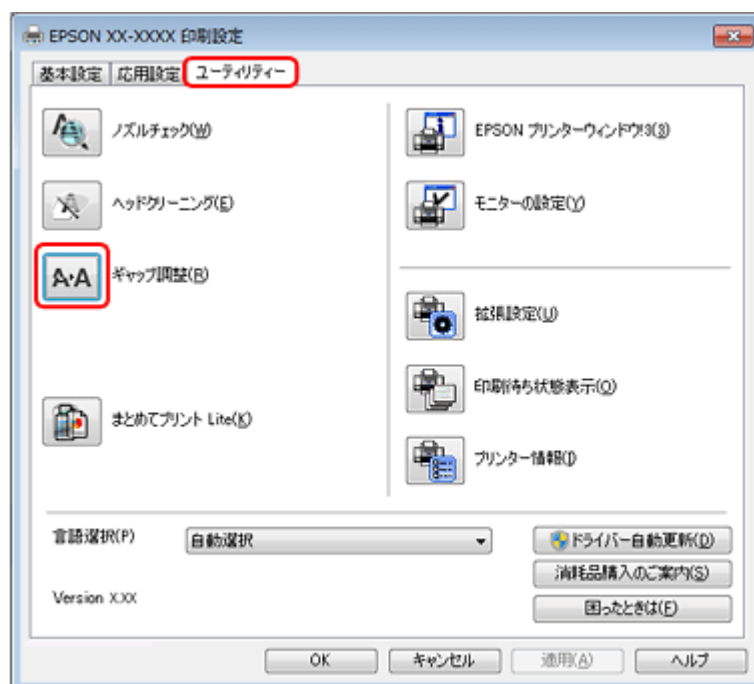 EPSON XX-XXXX 印刷設定
基本設定 応用設定 ユーティリティー
ノズルチェック(W)
ヘッドクリーニング(E)
A·A ギャップ調整(R)
まとめてプリント Lite(K)
EPSON プリンターウィンドウ!3(3)
モニターの設定(Y)
拡張設定(U)
印刷待ち状態表示(O)
プリンター情報(I)
言語選択(P) 自動選択
Version X.XX
ドライバー自動更新(D)
消耗品購入のご案内(S)
困ったときは(F)
OK キャンセル 適用(A) ヘルプ